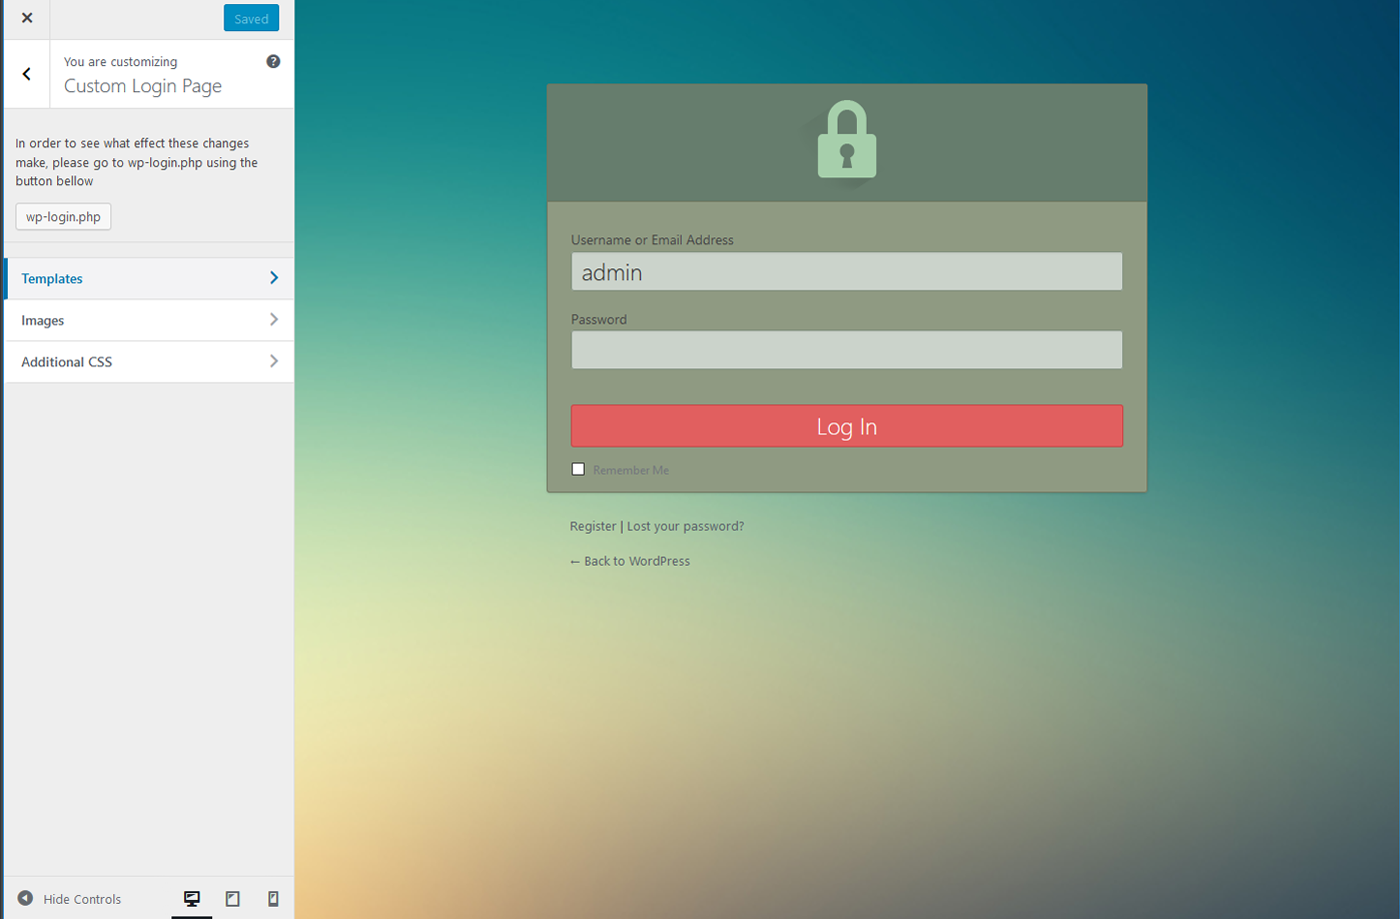 Saved
You are customizing
Custom Login Page
In order to see what effect these changes
make, please go to wp-login.php using the
button bellow
wp-login.php
Templates
Images
Additional CSS
Hide Controls
Username or Email Address
admin
Password
Log In
Remember Me
Register | Lost your password?
← Back to WordPress